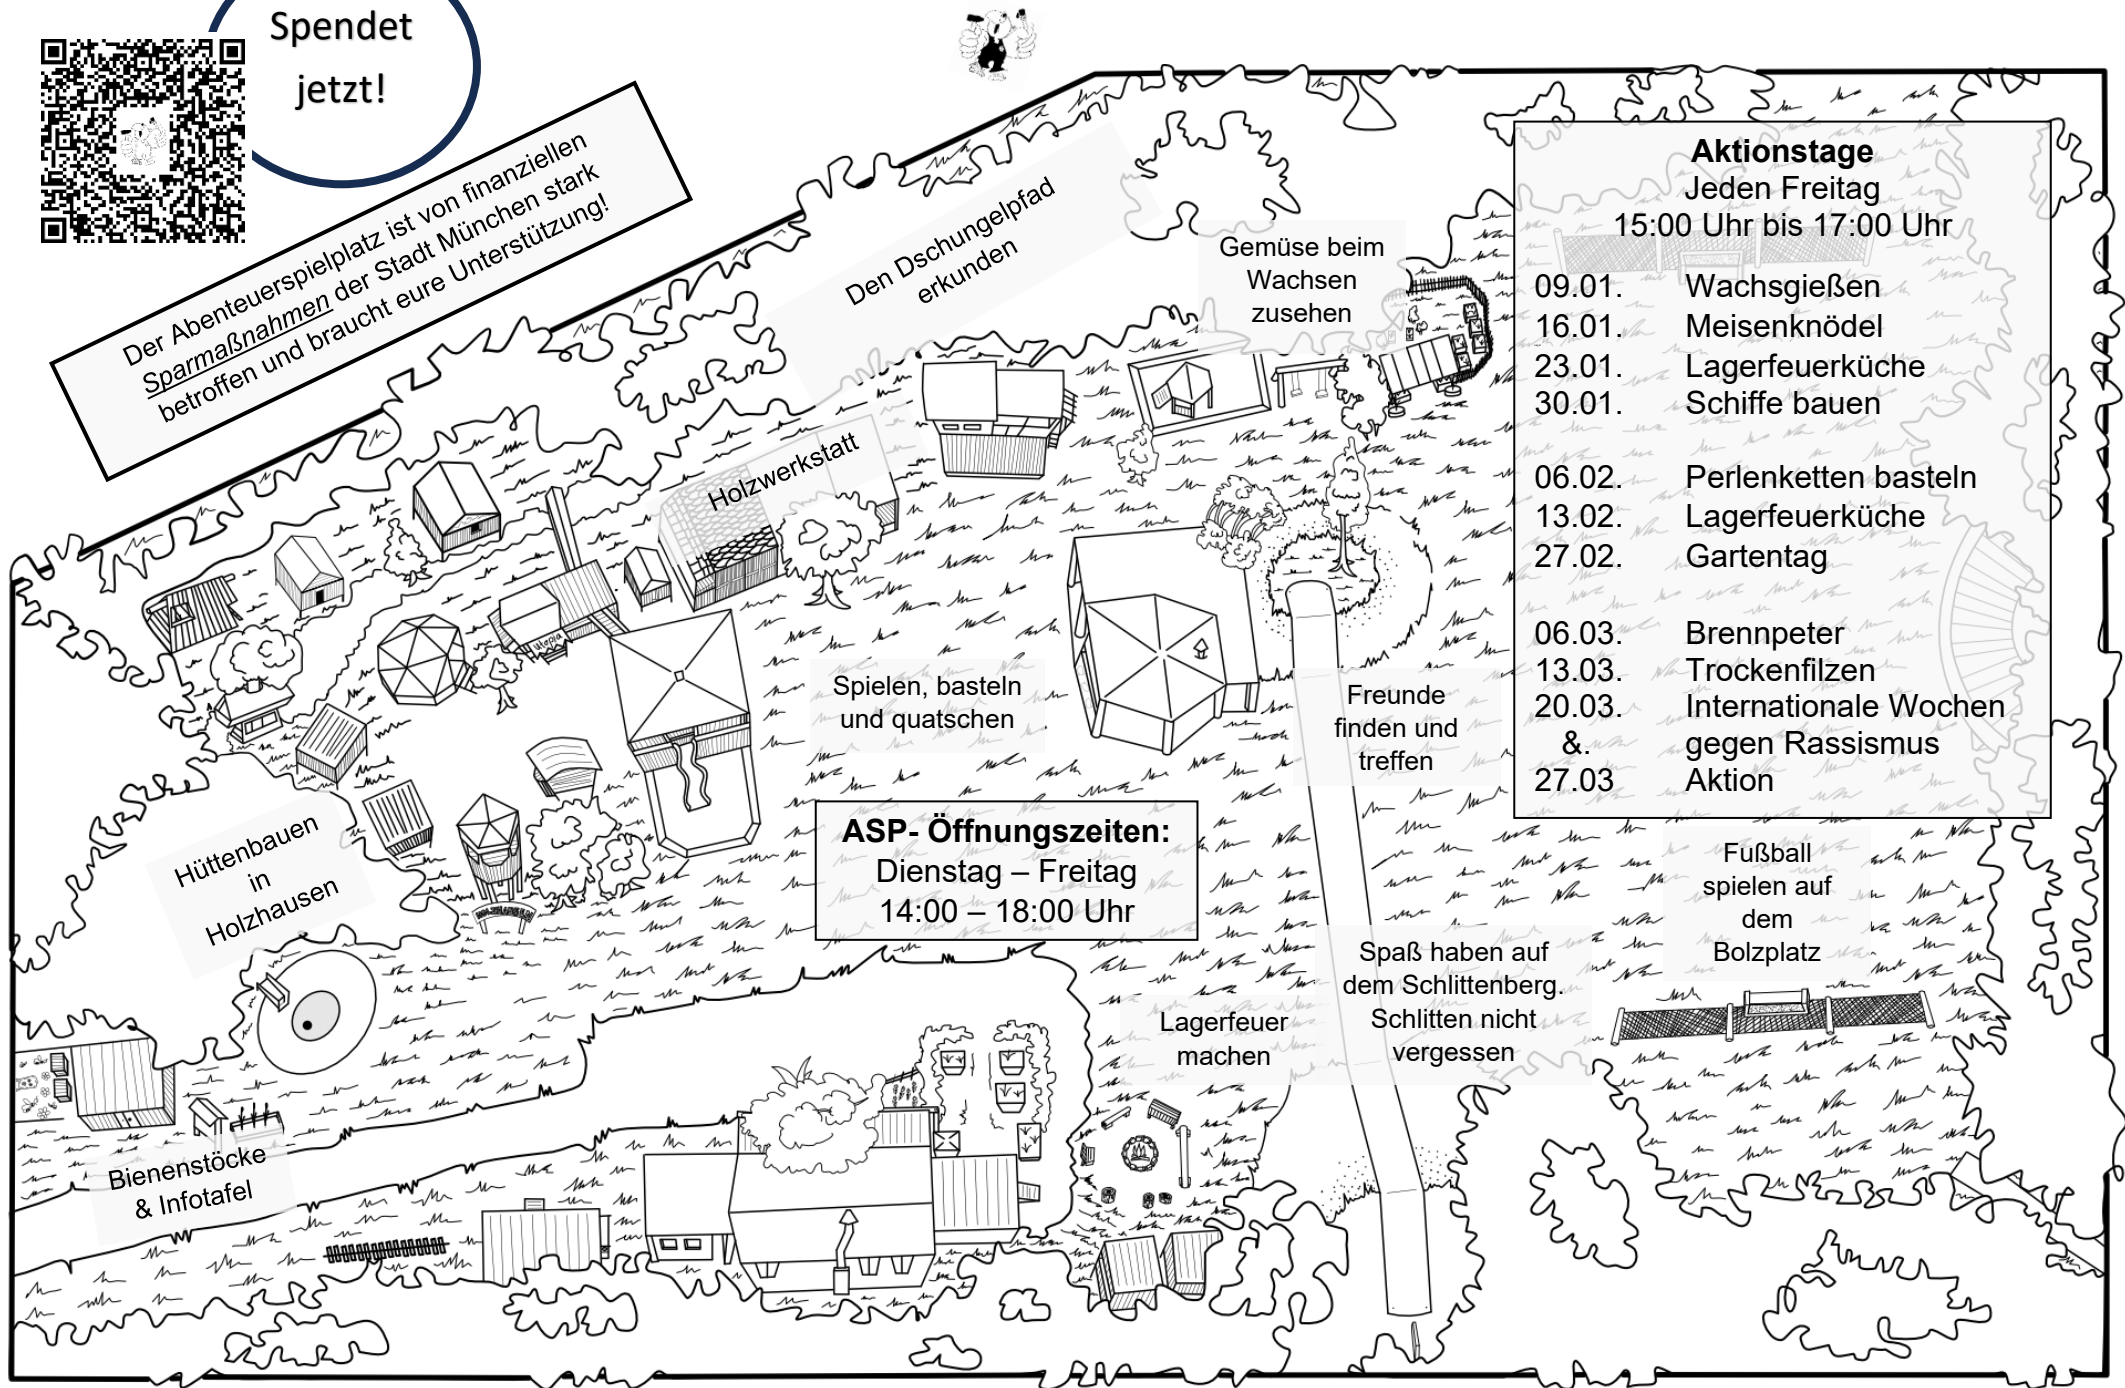 Spendet
jetzt!
Der Abenteuerspielplatz ist von finanziellen
Sparmaßnahmen der Stadt München stark
betroffen und braucht eure Unterstützung!
Den Dschungelpfad
erkunden
Gemüse beim
Wachsen
zusehen
Aktionstage
Jeden Freitag
15:00 Uhr bis 17:00 Uhr
09.01. Wachsgießen
16.01. Meisenknödel
23.01. Lagerfeuerküche
30.01. Schiffe bauen
06.02. Perlenketten basteln
13.02. Lagerfeuerküche
27.02. Gartentag
06.03. Brennpeter
13.03. Trockenfilzen
20.03. Internationale Wochen
&. gegen Rassismus
27.03 Aktion
Holzwerkstatt
utopia
Spielen, basteln
und quatschen
Freunde
finden und
treffen
ASP- Öffnungszeiten:
Dienstag – Freitag
14:00 – 18:00 Uhr
Hüttenbauen
in
Holzhausen
HOLZHAUSEN
Fußball
spielen auf
dem
Bolzplatz
Spaß haben auf
dem Schlittenberg.
Schlitten nicht
vergessen
Lagerfeuer
machen
Bienenstöcke
& Infotafel